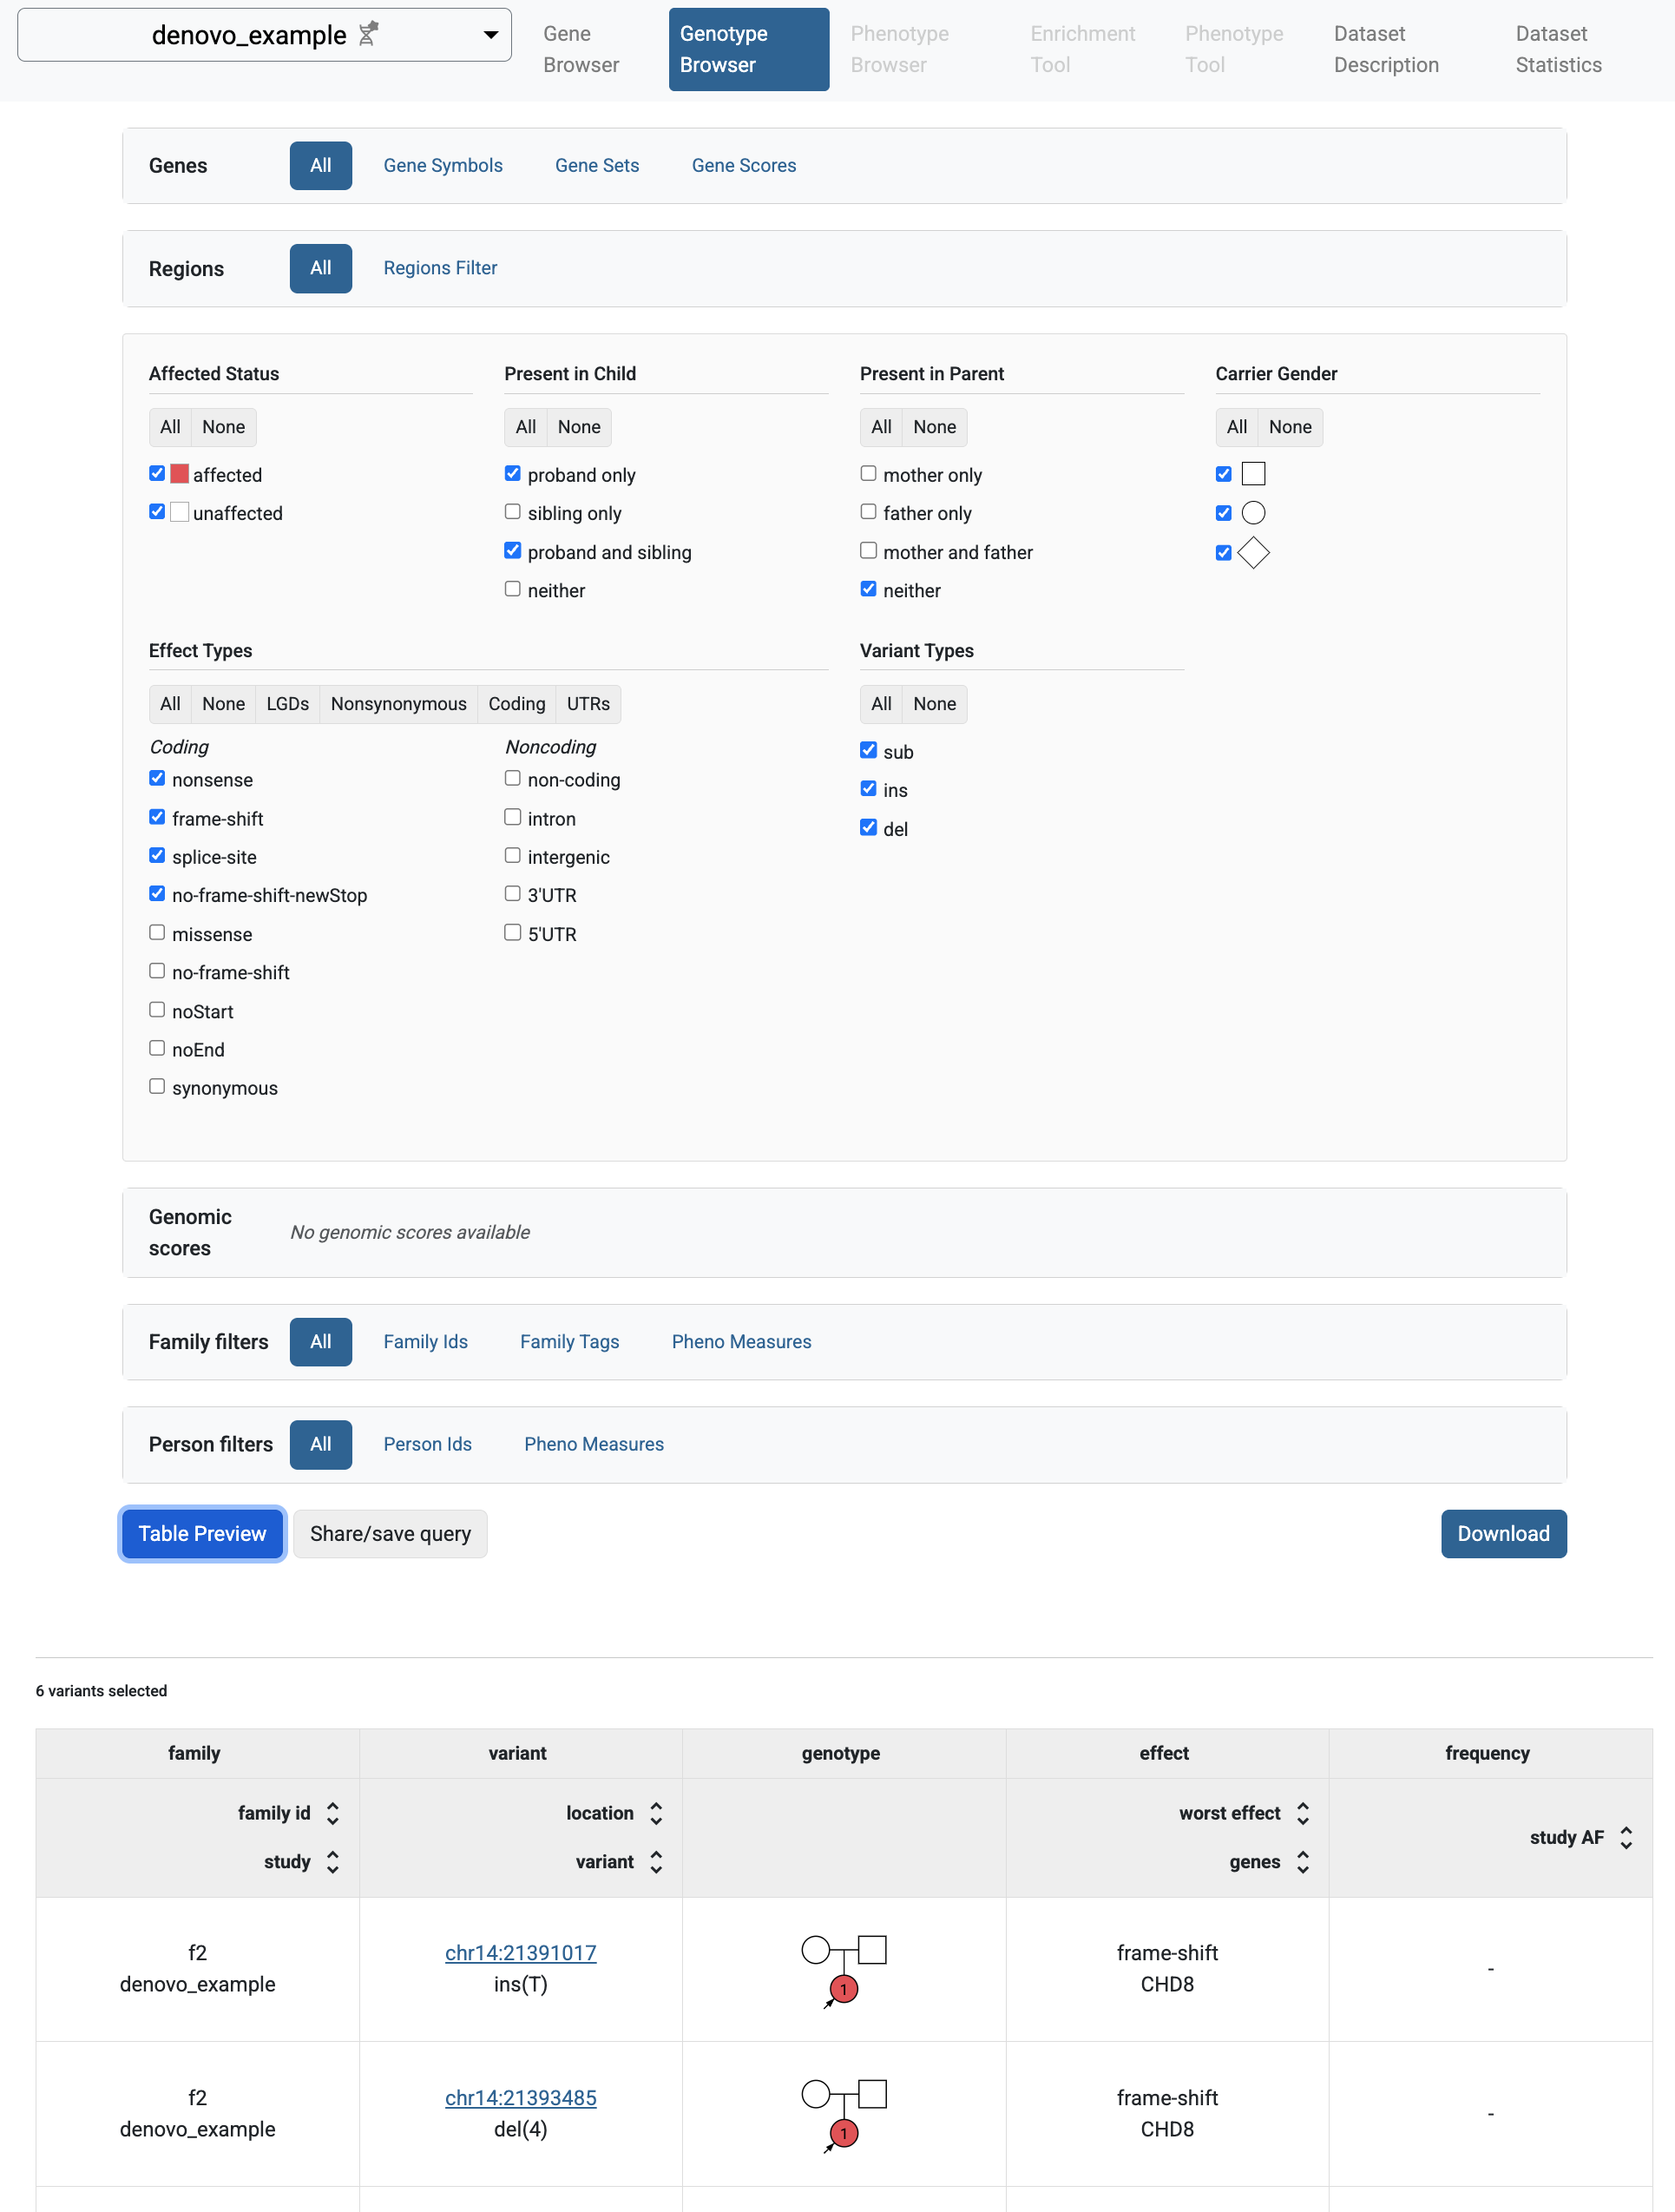 denovo_example
Gene Browser
Genotype Browser
Phenotype Browser
Enrichment Tool
Phenotype Tool
Dataset Description
Dataset Statistics
Genes All Gene Symbols Gene Sets Gene Scores
Regions All Regions Filter
Affected Status
All None
affected
unaffected
Present in Child
All None
proband only
sibling only
proband and sibling
neither
Present in Parent
All None
mother only
father only
mother and father
neither
Carrier Gender
All None
Effect Types
All None LGDs Nonsynonymous Coding UTRs
Coding
nonsense
frame-shift
splice-site
no-frame-shift-newStop
missense
no-frame-shift
noStart
noEnd
synonymous
Noncoding
non-coding
intron
intergenic
3'UTR
5'UTR
Variant Types
All None
sub
ins
del
Genomic scores
No genomic scores available
Family filters All Family Ids Family Tags Pheno Measures
Person filters All Person Ids Pheno Measures
Table Preview Share/save query Download
6 variants selected
family variant genotype effect frequency
family id location worst effect
study AF
study variant genes
f2 chr14:21391017 frame-shift
denovo_example ins(T) 1 CHD8 -
f2 chr14:21393485 frame-shift
denovo_example del(4) 1 CHD8 -